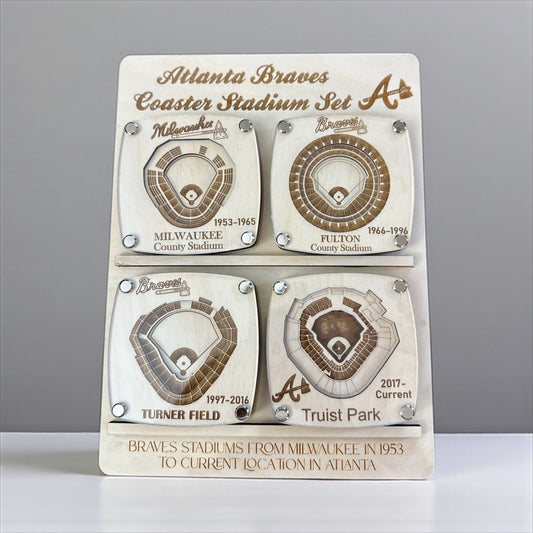 Atlanta Braves
Coaster Stadium Set A
Milwaukee
1953-1965
MILWAUKEE
County Stadium
Braves
1966-1996
FULTON
County Stadium
Braves
1997-2016
TURNER FIELD
A
2017-
Current
Truist Park
BRAVES STADIUMS FROM MILWAUKEE IN 1953
TO CURRENT LOCATION IN ATLANTA